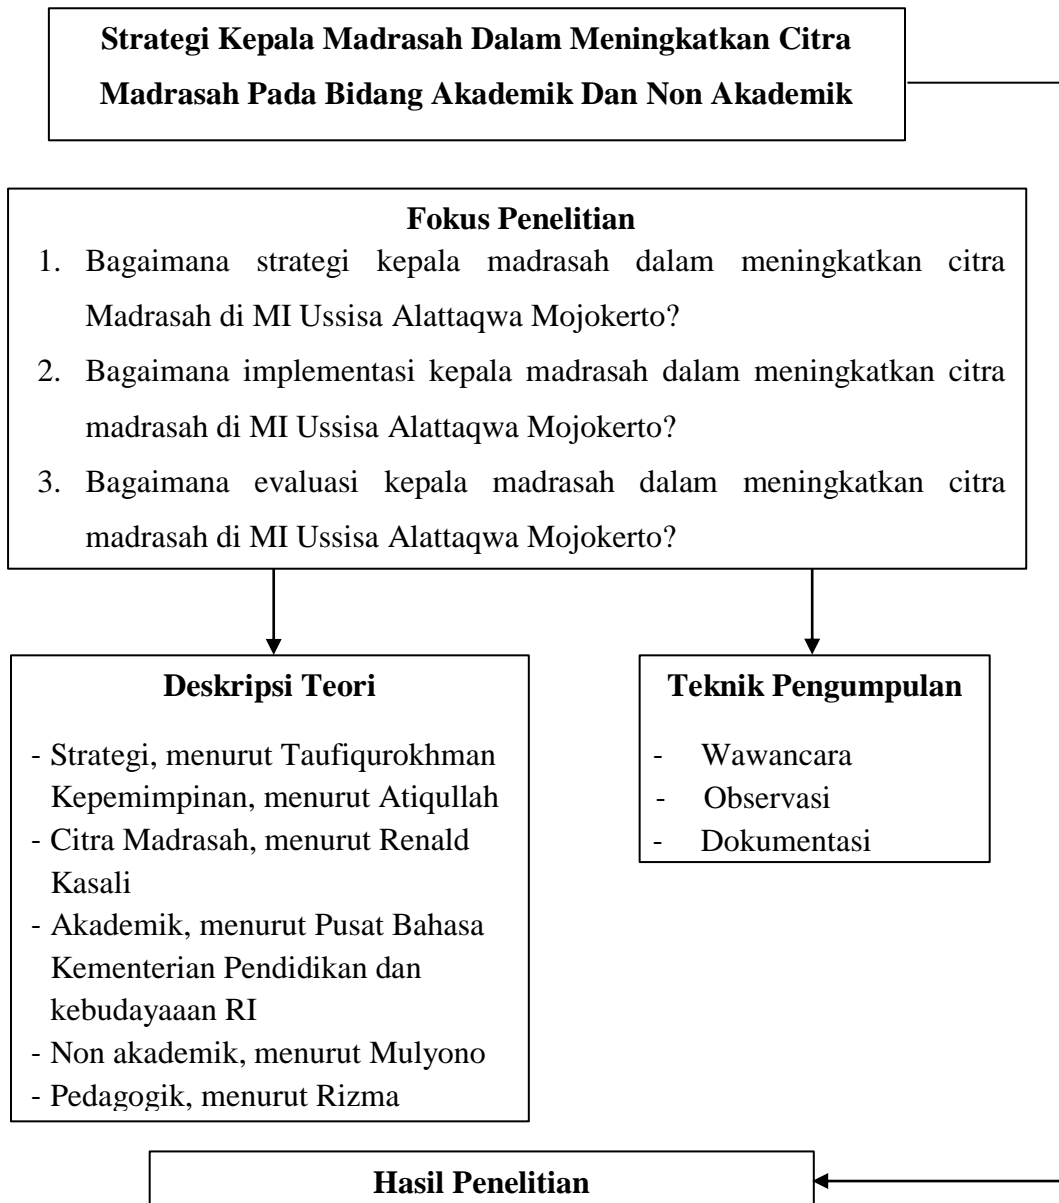 Strategi Kepala Madrasah Dalam Meningkatkan Citra
Madrasah Pada Bidang Akademik Dan Non Akademik
Fokus Penelitian
1. Bagaimana strategi kepala madrasah dalam meningkatkan citra
Madrasah di MI Ussisa Alattaqwa Mojokerto?
2. Bagaimana implementasi kepala madrasah dalam meningkatkan citra
madrasah di MI Ussisa Alattaqwa Mojokerto?
3. Bagaimana evaluasi kepala madrasah dalam meningkatkan citra
madrasah di MI Ussisa Alattaqwa Mojokerto?
Deskripsi Teori
- Strategi, menurut Taufiqurokhman
Kepemimpinan, menurut Atiqullah
- Citra Madrasah, menurut Renald
Kasali
- Akademik, menurut Pusat Bahasa
Kementerian Pendidikan dan
kebudayaaan RI
- Non akademik, menurut Mulyono
- Pedagogik, menurut Rizma
Teknik Pengumpulan
- Wawancara
- Observasi
- Dokumentasi
Hasil Penelitian